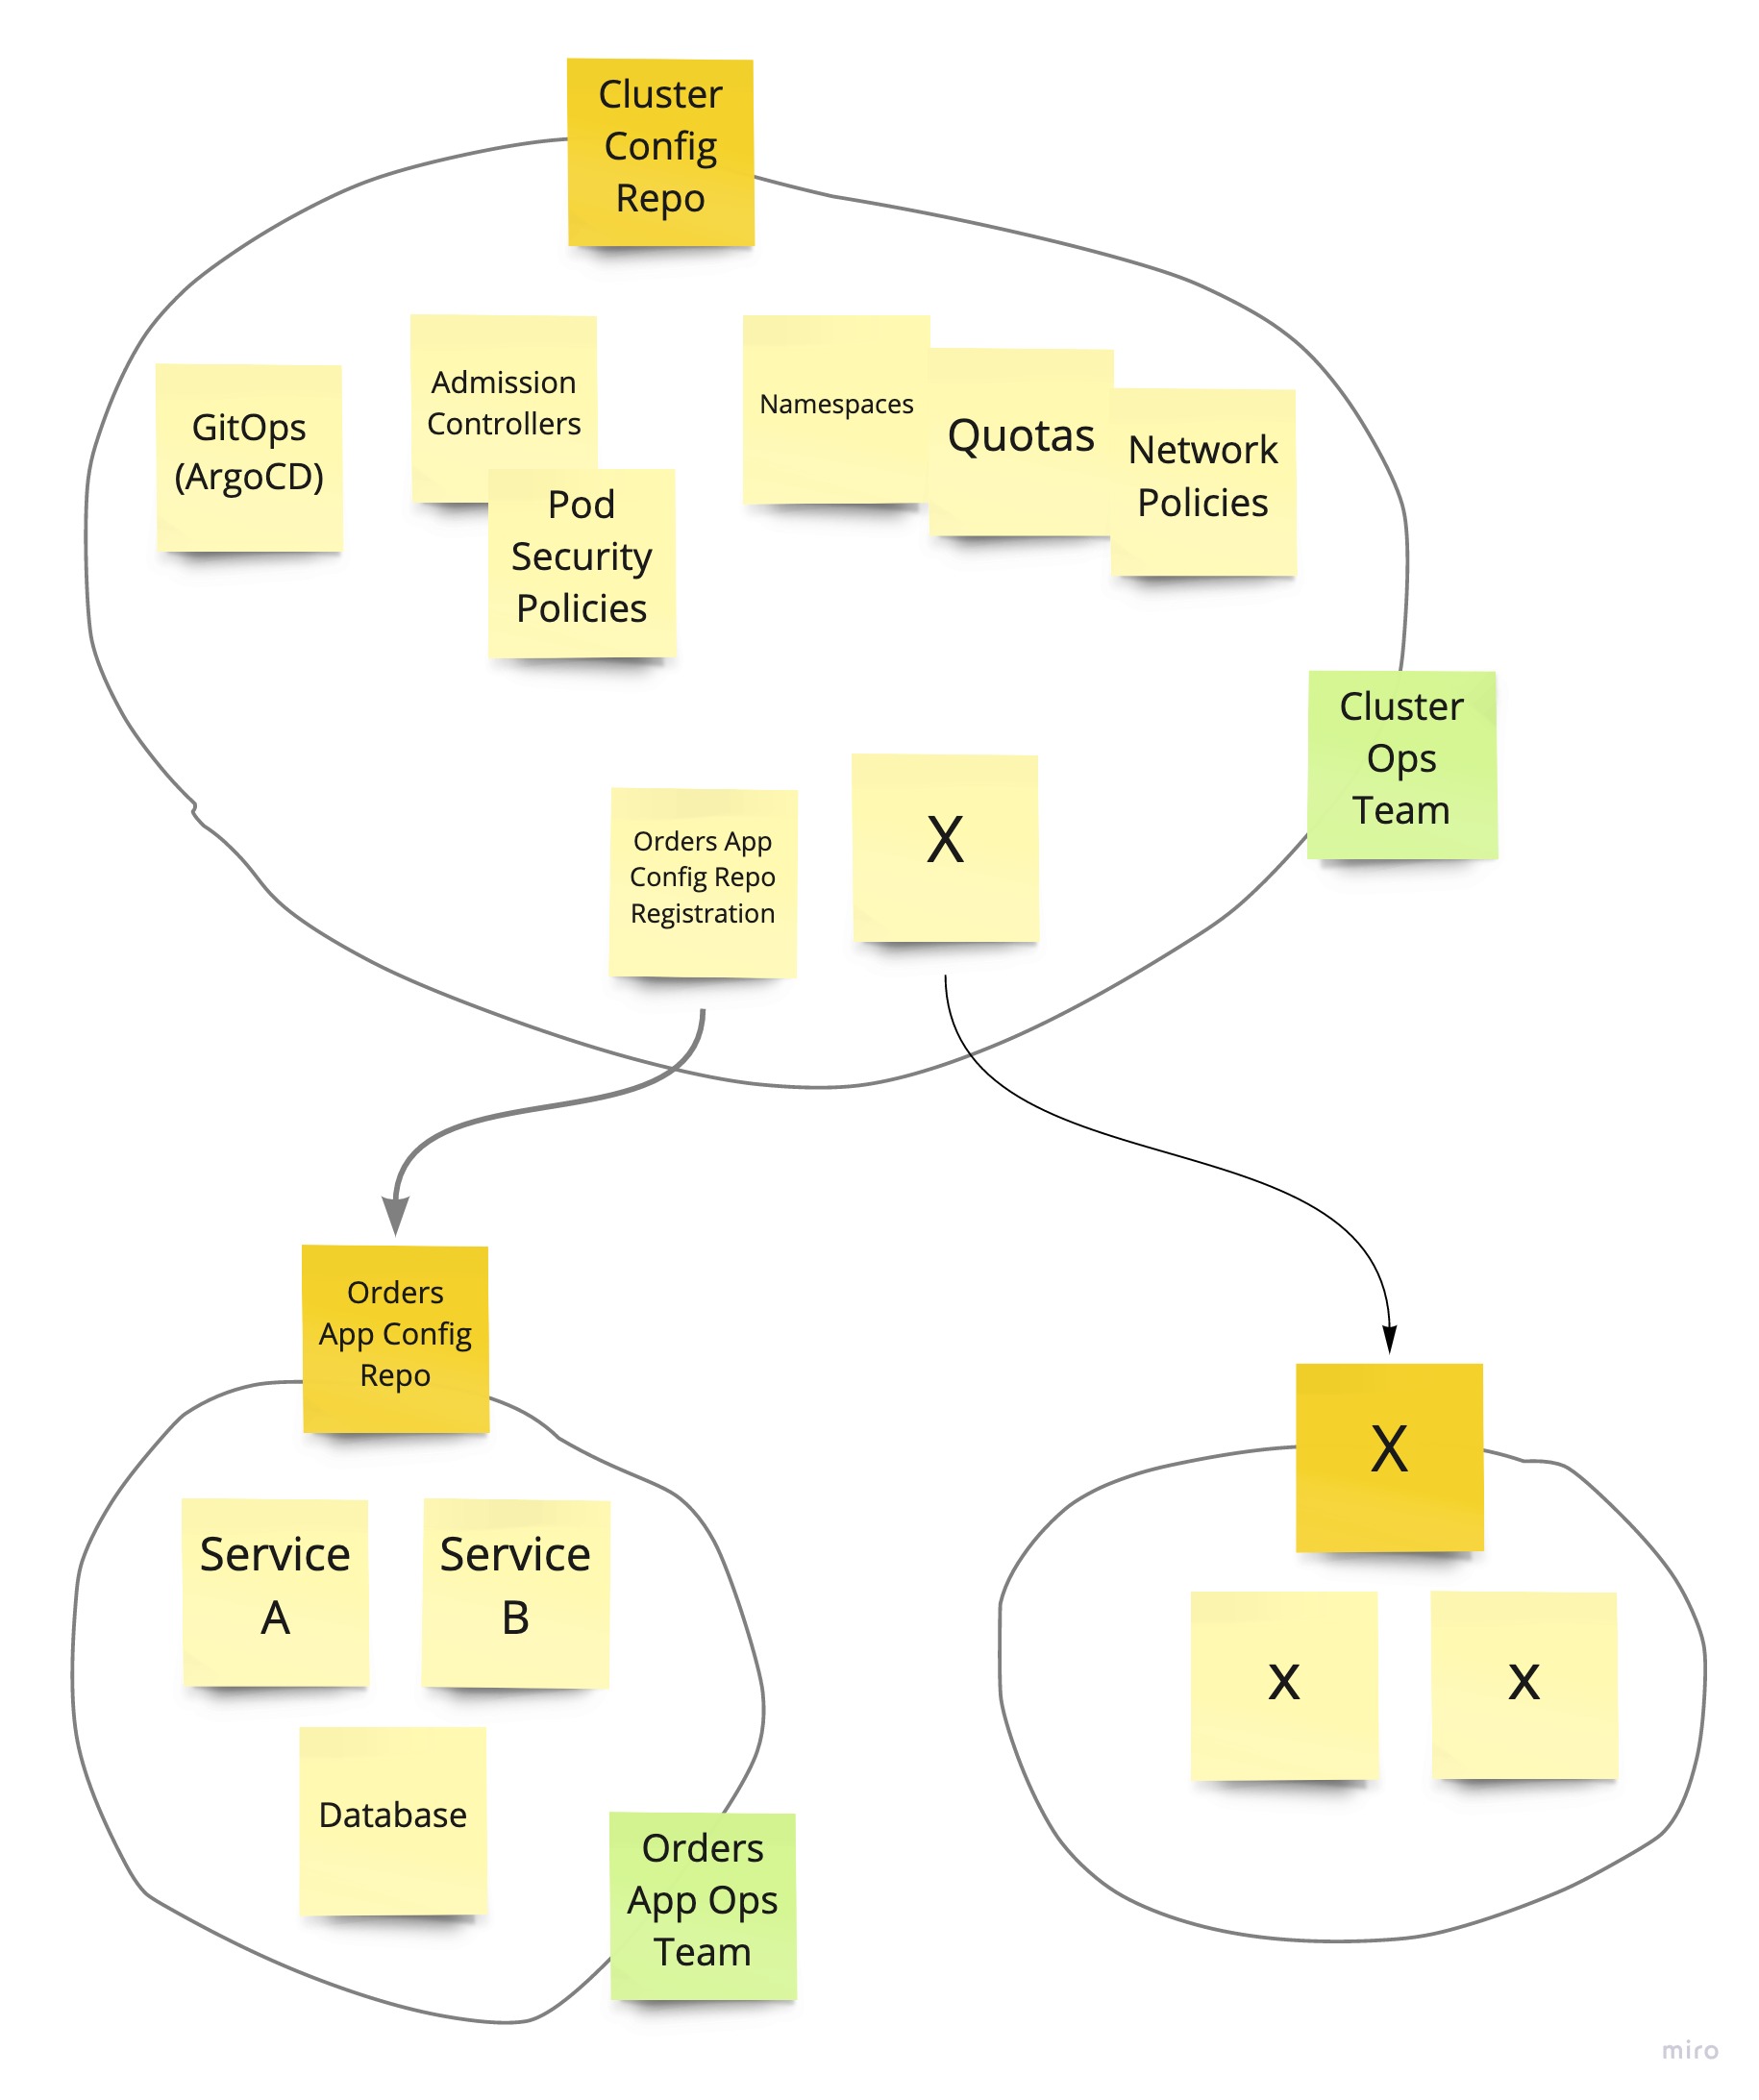 Cluster
Config
Repo
GitOps
(ArgoCD)
Admission
Controllers
Pod
Security
Policies
Namespaces
Quotas
Network
Policies
Cluster
Ops
Team
Orders App
Config Repo
Registration
X
Orders
App Config
Repo
Service
A
Service
B
Database
Orders
App Ops
Team
X
x
x
miro